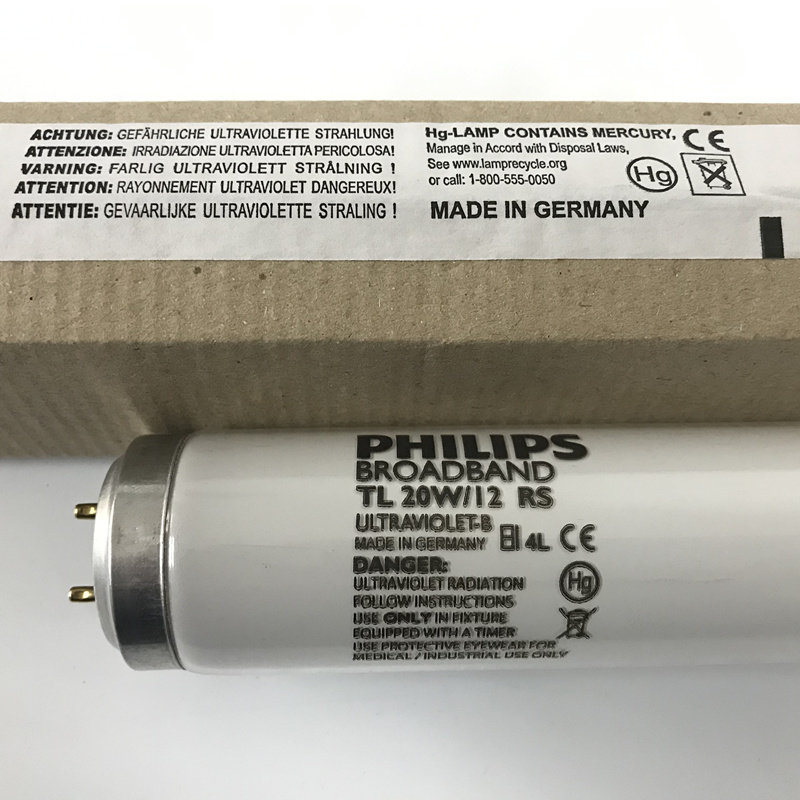 ACHTUNG: GEFÄHRLICHE ULTRAVIOLETTE STRAHLUNG!
ATTENZIONE: IRRADIAZIONE ULTRAVIOLETTA PERICOLOSA!
VARNING: FARLIG ULTRAVIOLETT STRÅLNING !
ATTENTION: RAYONNEMENT ULTRAVIOLET DANGEREUX!
ATTENTIE: GEVAARLIJKE ULTRAVIOLETTE STRALING !
Hg-LAMP CONTAINS MERCURY,
Manage in Accord with Disposal Laws,
See www.lamprecycle.org
or call: 1-800-555-0050
CE
Hg
MADE IN GERMANY
PHILIPS
BROADBAND
TL 20W/12 RS
ULTRAVIOLET-B
MADE IN GERMANY 4L CE
DANGER:
ULTRAVIOLET RADIATION
FOLLOW INSTRUCTIONS
USE ONLY IN FIXTURE
EQUIPPED WITH A TIMER
USE PROTECTIVE EYEWEAR FOR
MEDICAL / INDUSTRIAL USE ONLY
Hg